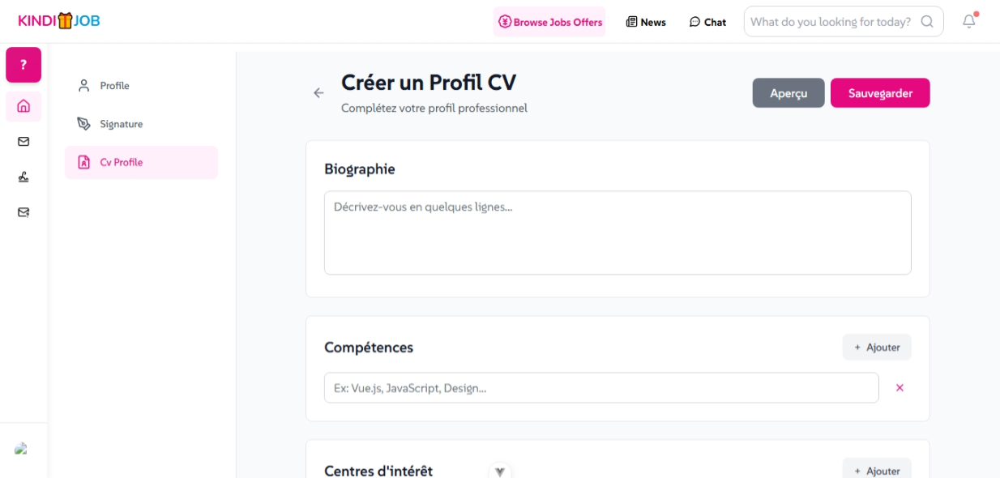 KINDI JOB
Browse Jobs Offers
News
Chat
What do you looking for today?
?
Profile
Signature
Cv Profile
Créer un Profil CV
Complétez votre profil professionnel
Aperçu
Sauvegarder
Biographie
Décrivez-vous en quelques lignes...
Compétences
+ Ajouter
Ex: Vue.js, JavaScript, Design...
Centres d'intérêt
+ Ajouter